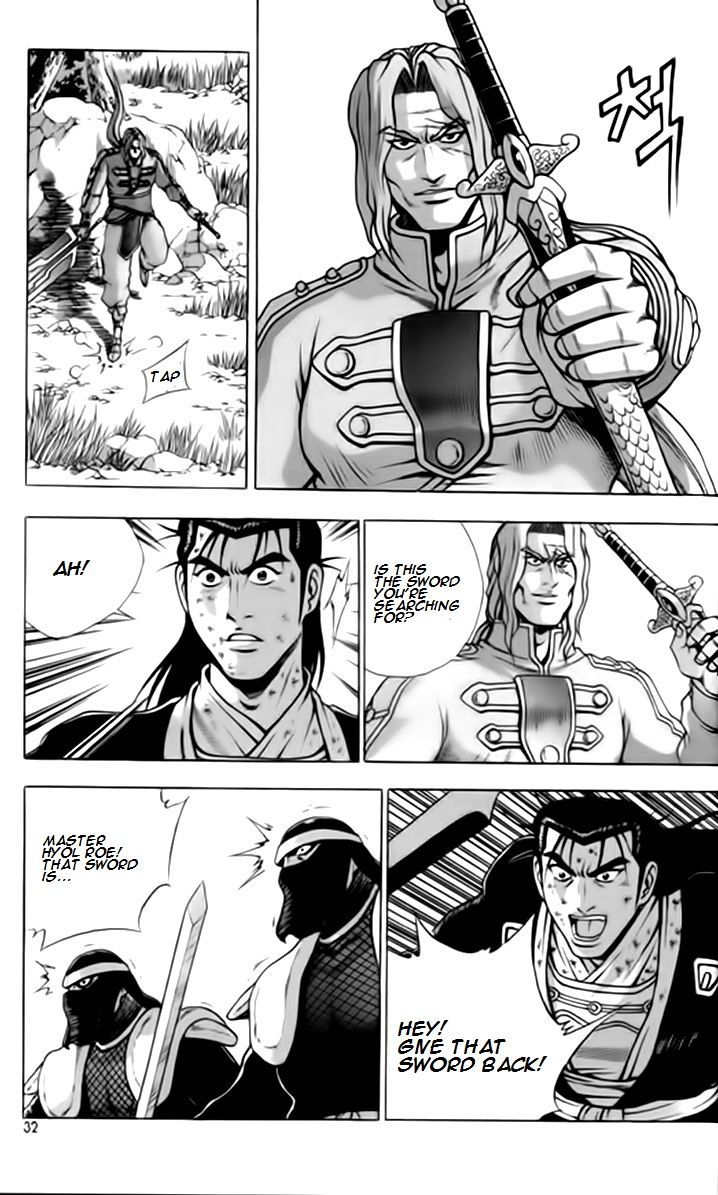 TAP
척
AH!
IS THIS
THE SWORD
YOU'RE
SEARCHING
FOR?
MASTER
HYOL ROE!
THAT SWORD
IS...
HEY!
GIVE THAT
SWORD BACK!
32